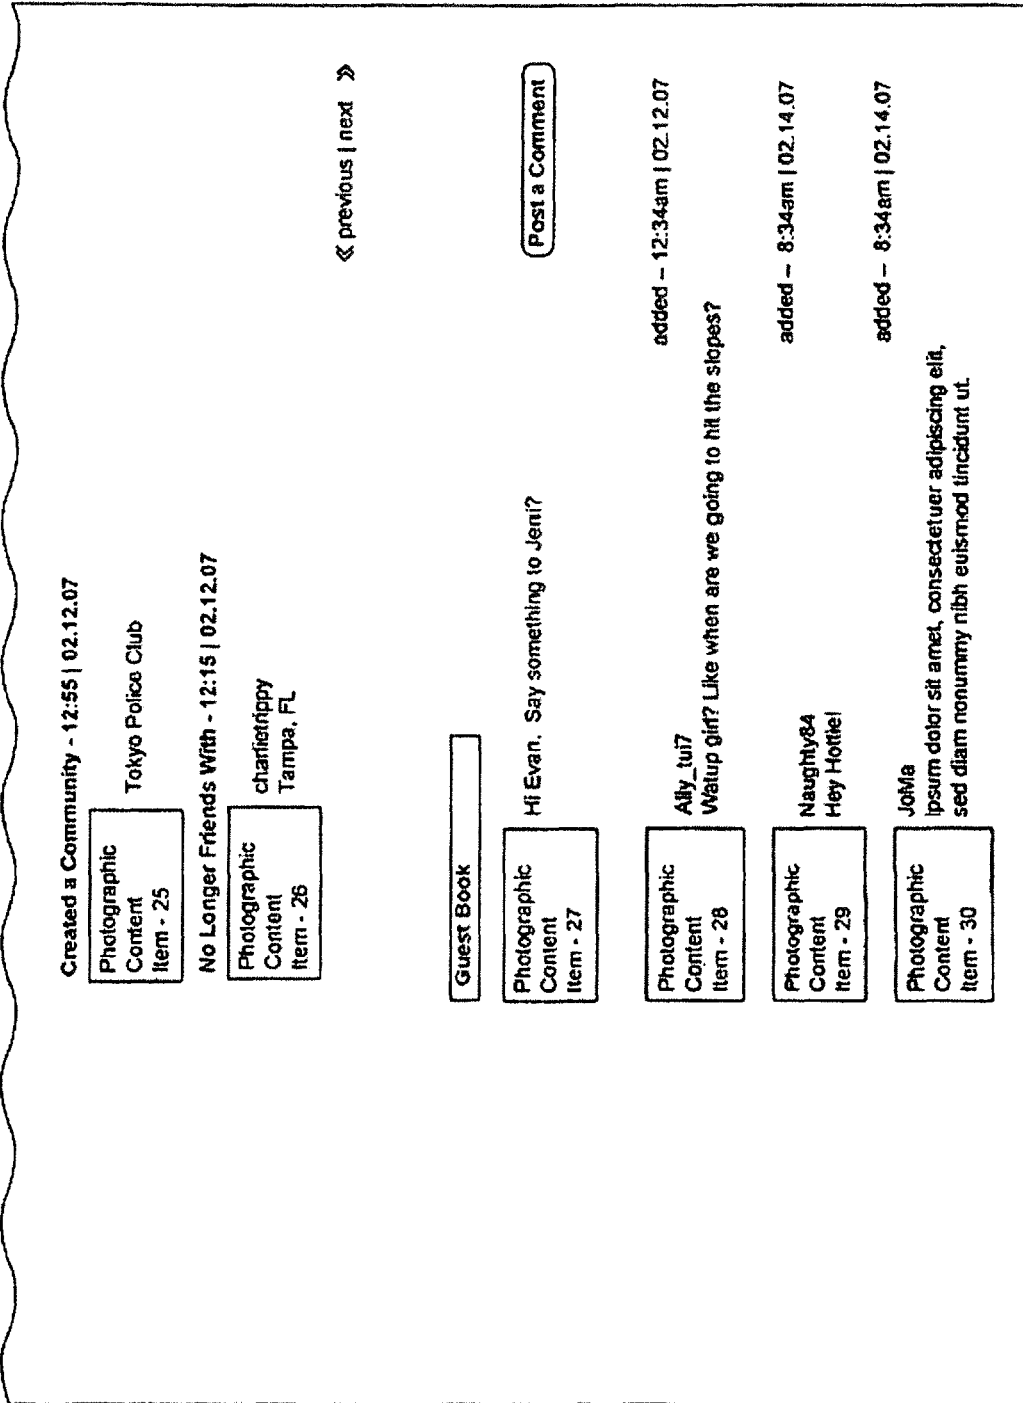 Created a Community - 12:55 | 02.12.07
Photographic
Content
Item - 25
Tokyo Police Club
No Longer Friends With - 12:15 | 02.12.07
Photographic
Content
Item - 26
charlietrippy
Tampa, FL
« previous | next »
Guest Book
Photographic
Content
Item - 27
Hi Evan. Say something to Jeni?
Post a Comment
Photographic
Content
Item - 28
Ally_tui7
Watup girl? Like when are we going to hit the slopes?
added – 12:34am | 02.12.07
Photographic
Content
Item - 29
Naughty84
Hey Hottie!
added – 8:34am | 02.14.07
Photographic
Content
Item - 30
JoMa
Ipsum dolor sit amet, consectetuer adipiscing elit,
sed diam nonummy nibh euismod tincidunt ut.
added – 8:34am | 02.14.07